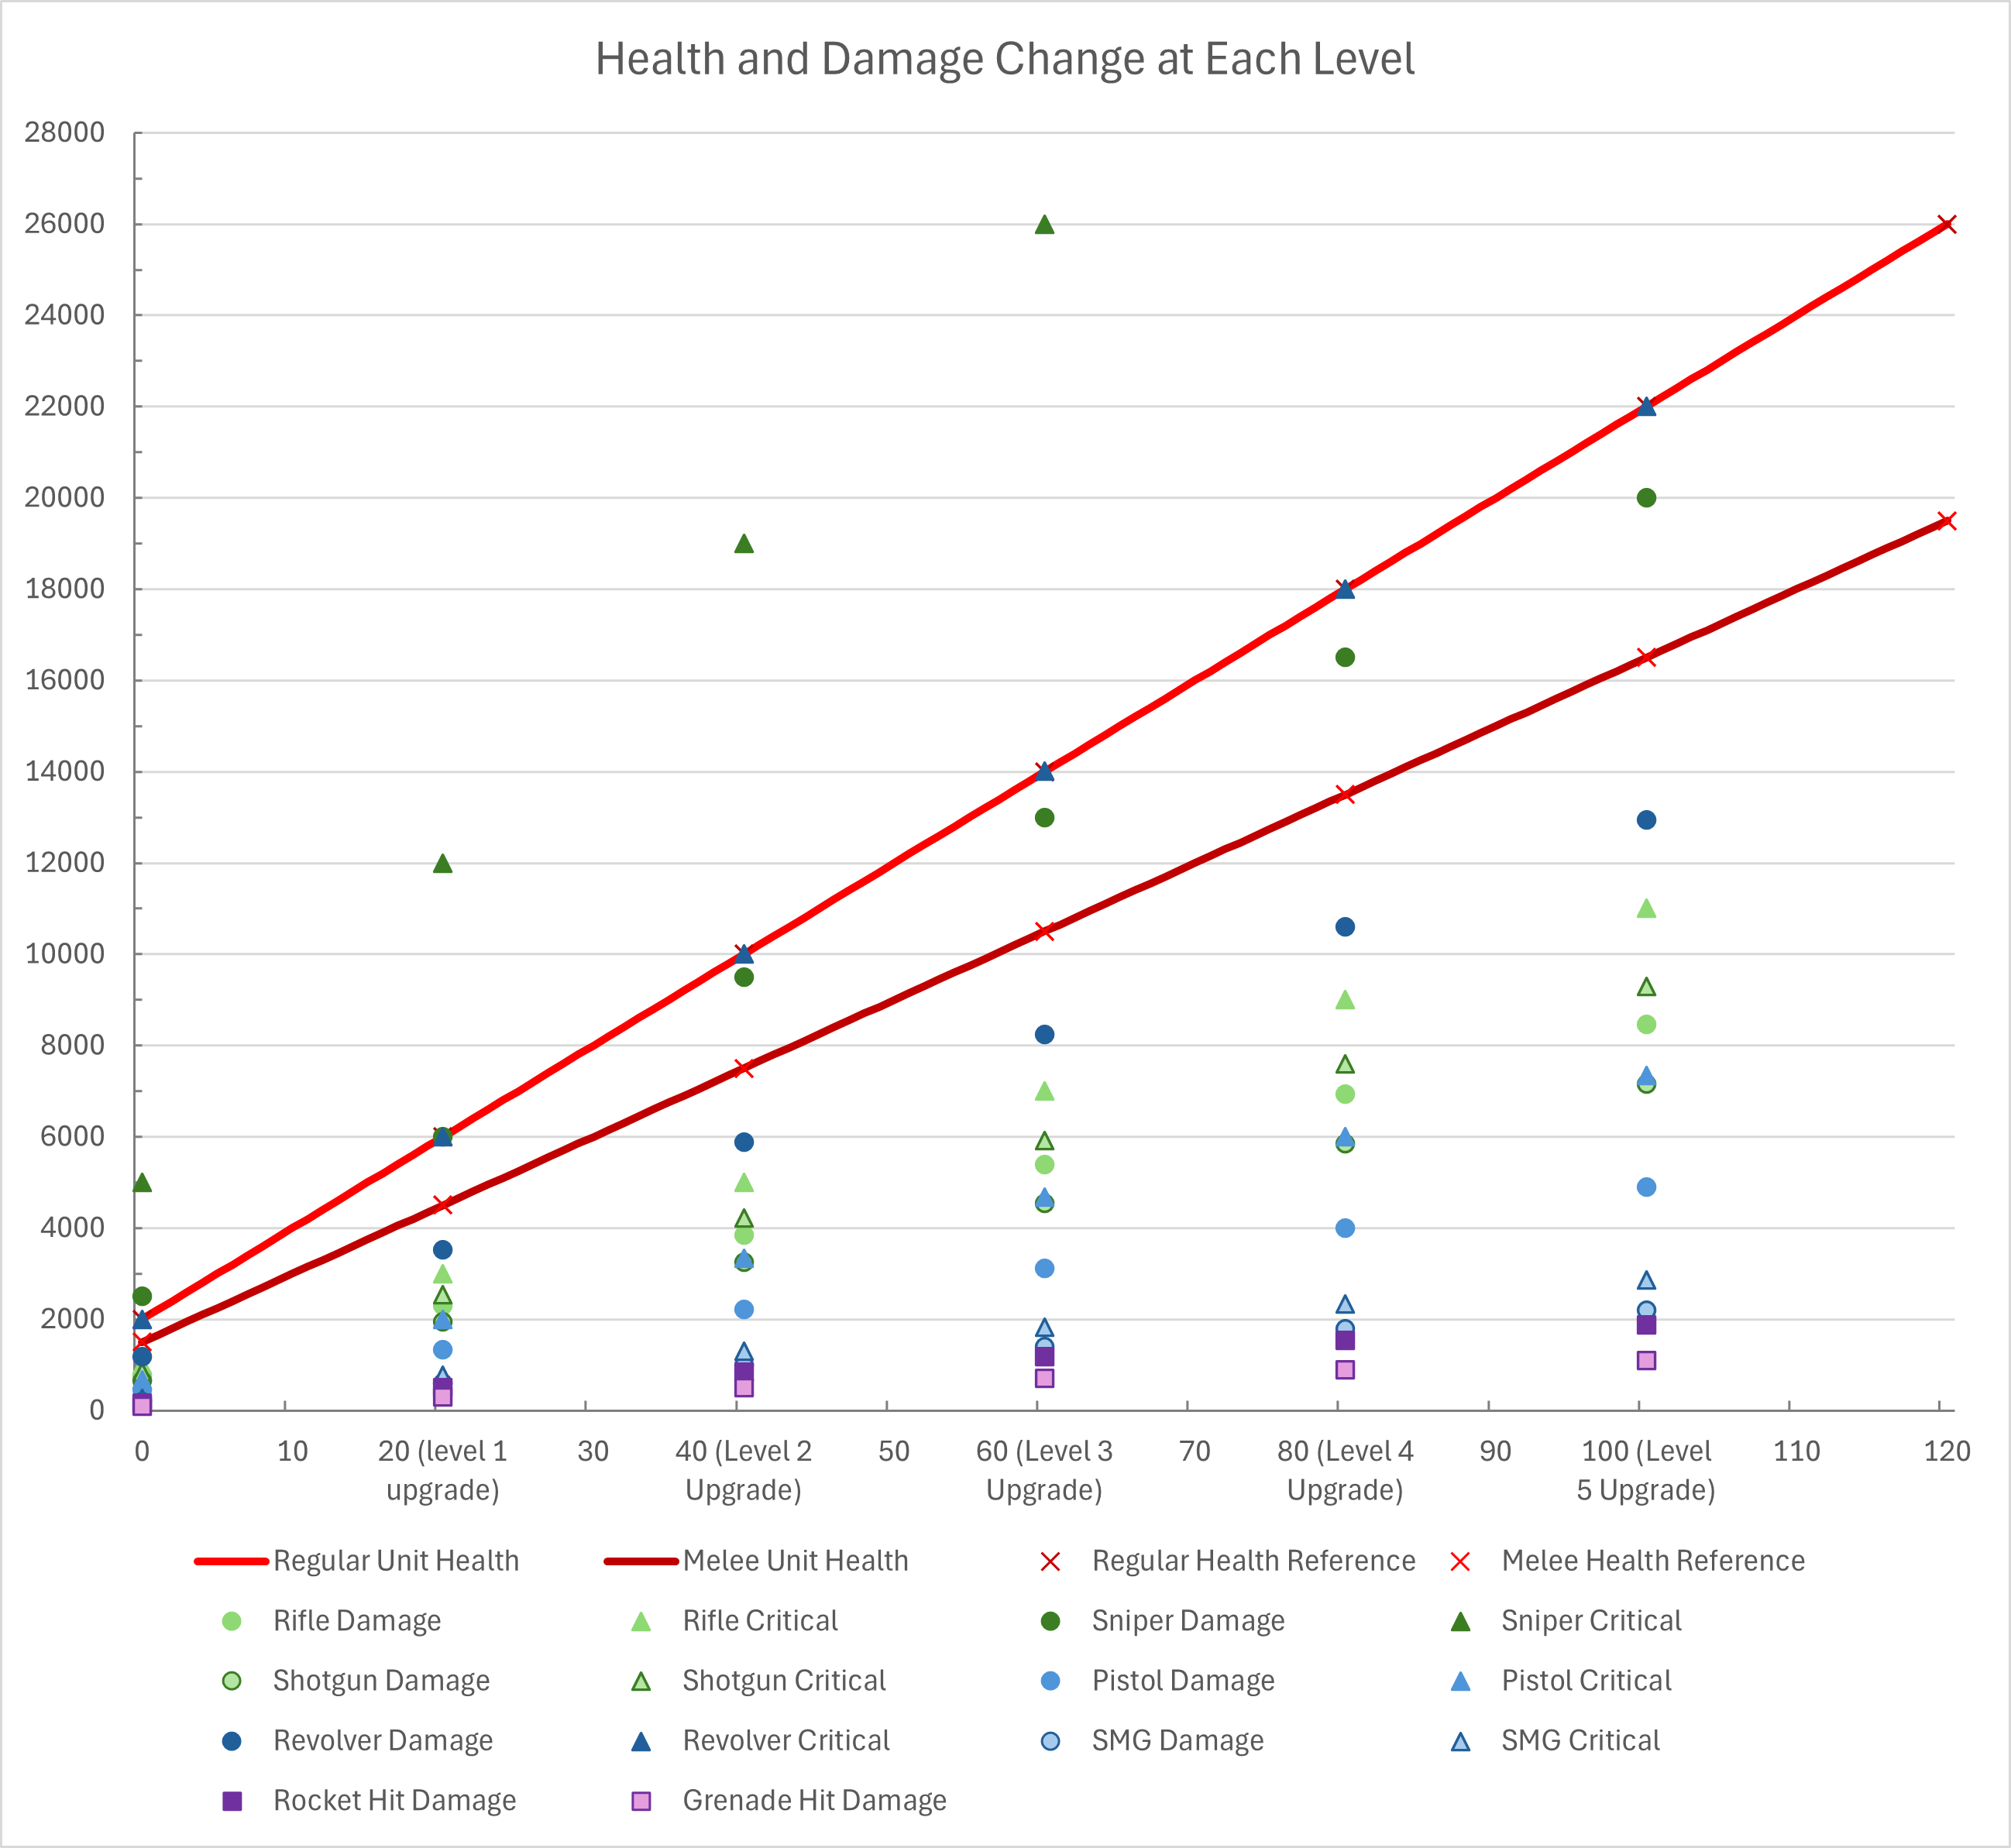 Health and Damage Change at Each Level
28000
26000
24000
22000
20000
18000
16000
14000
12000
10000
8000
6000
4000
2000
0
0 10 20 (level 1 30 40 (Level 2 50 60 (Level 3 70 80 (Level 4 90 100 (Level 110 120
upgrade) Upgrade) Upgrade) Upgrade) 5 Upgrade)
Regular Unit Health Melee Unit Health Regular Health Reference Melee Health Reference
Rifle Damage Rifle Critical Sniper Damage Sniper Critical
Shotgun Damage Shotgun Critical Pistol Damage Pistol Critical
Revolver Damage Revolver Critical SMG Damage SMG Critical
Rocket Hit Damage Grenade Hit Damage